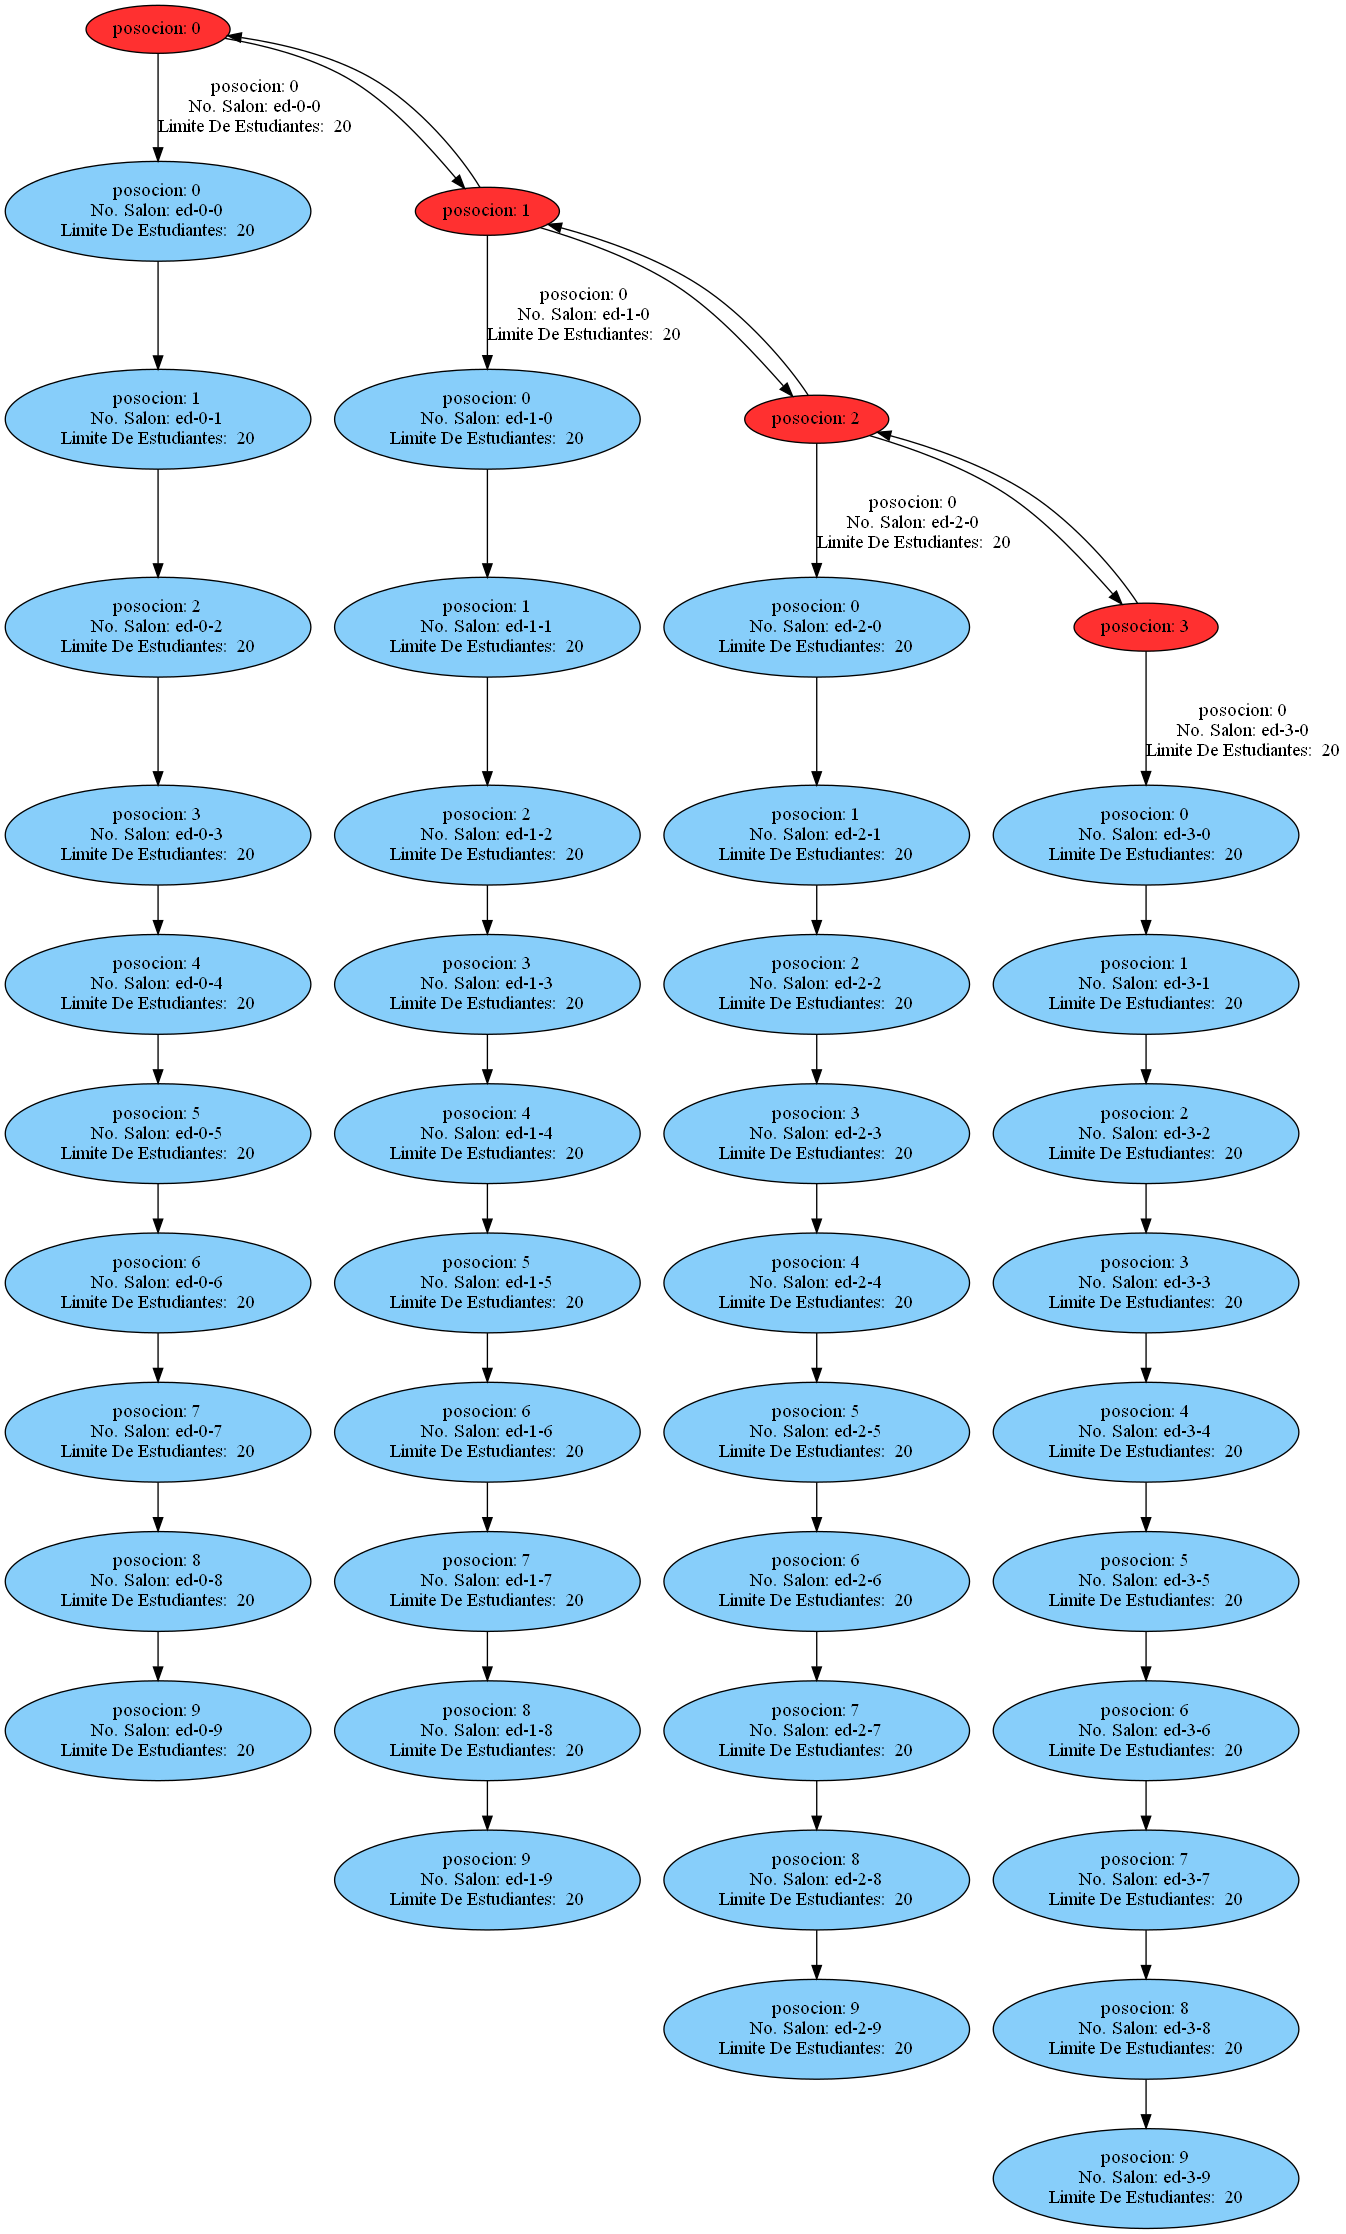 posocion: 0
posocion: 0
No. Salon: ed-0-0
Limite De Estudiantes: 20
posocion: 0
No. Salon: ed-0-0
Limite De Estudiantes: 20
posocion: 1
No. Salon: ed-0-1
Limite De Estudiantes: 20
posocion: 2
No. Salon: ed-0-2
Limite De Estudiantes: 20
posocion: 3
No. Salon: ed-0-3
Limite De Estudiantes: 20
posocion: 4
No. Salon: ed-0-4
Limite De Estudiantes: 20
posocion: 5
No. Salon: ed-0-5
Limite De Estudiantes: 20
posocion: 6
No. Salon: ed-0-6
Limite De Estudiantes: 20
posocion: 7
No. Salon: ed-0-7
Limite De Estudiantes: 20
posocion: 8
No. Salon: ed-0-8
Limite De Estudiantes: 20
posocion: 9
No. Salon: ed-0-9
Limite De Estudiantes: 20
posocion: 1
posocion: 0
No. Salon: ed-1-0
Limite De Estudiantes: 20
posocion: 0
No. Salon: ed-1-0
Limite De Estudiantes: 20
posocion: 1
No. Salon: ed-1-1
Limite De Estudiantes: 20
posocion: 2
No. Salon: ed-1-2
Limite De Estudiantes: 20
posocion: 3
No. Salon: ed-1-3
Limite De Estudiantes: 20
posocion: 4
No. Salon: ed-1-4
Limite De Estudiantes: 20
posocion: 5
No. Salon: ed-1-5
Limite De Estudiantes: 20
posocion: 6
No. Salon: ed-1-6
Limite De Estudiantes: 20
posocion: 7
No. Salon: ed-1-7
Limite De Estudiantes: 20
posocion: 8
No. Salon: ed-1-8
Limite De Estudiantes: 20
posocion: 9
No. Salon: ed-1-9
Limite De Estudiantes: 20
posocion: 2
posocion: 0
No. Salon: ed-2-0
Limite De Estudiantes: 20
posocion: 0
No. Salon: ed-2-0
Limite De Estudiantes: 20
posocion: 1
No. Salon: ed-2-1
Limite De Estudiantes: 20
posocion: 2
No. Salon: ed-2-2
Limite De Estudiantes: 20
posocion: 3
No. Salon: ed-2-3
Limite De Estudiantes: 20
posocion: 4
No. Salon: ed-2-4
Limite De Estudiantes: 20
posocion: 5
No. Salon: ed-2-5
Limite De Estudiantes: 20
posocion: 6
No. Salon: ed-2-6
Limite De Estudiantes: 20
posocion: 7
No. Salon: ed-2-7
Limite De Estudiantes: 20
posocion: 8
No. Salon: ed-2-8
Limite De Estudiantes: 20
posocion: 9
No. Salon: ed-2-9
Limite De Estudiantes: 20
posocion: 3
posocion: 0
No. Salon: ed-3-0
Limite De Estudiantes: 20
posocion: 0
No. Salon: ed-3-0
Limite De Estudiantes: 20
posocion: 1
No. Salon: ed-3-1
Limite De Estudiantes: 20
posocion: 2
No. Salon: ed-3-2
Limite De Estudiantes: 20
posocion: 3
No. Salon: ed-3-3
Limite De Estudiantes: 20
posocion: 4
No. Salon: ed-3-4
Limite De Estudiantes: 20
posocion: 5
No. Salon: ed-3-5
Limite De Estudiantes: 20
posocion: 6
No. Salon: ed-3-6
Limite De Estudiantes: 20
posocion: 7
No. Salon: ed-3-7
Limite De Estudiantes: 20
posocion: 8
No. Salon: ed-3-8
Limite De Estudiantes: 20
posocion: 9
No. Salon: ed-3-9
Limite De Estudiantes: 20